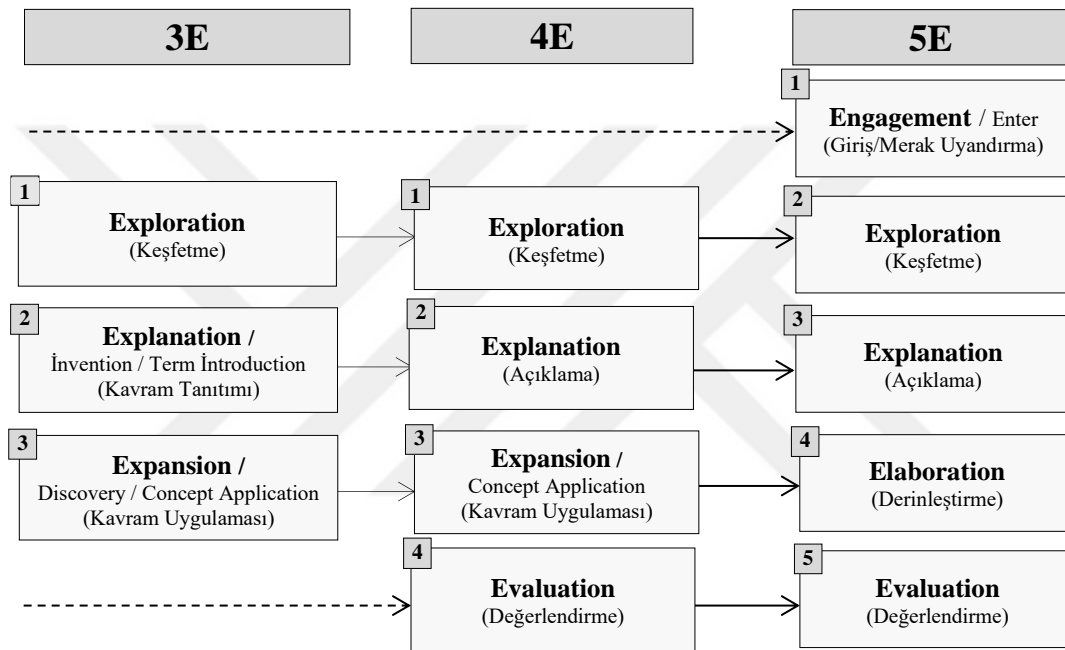 3E
4E
5E
1
Engagement / Enter
(Giriş/Merak Uyandırma)
1
Exploration
(Keşfetme)
1
Exploration
(Keşfetme)
2
Exploration
(Keşfetme)
2
Explanation /
İnvention / Term İntroduction
(Kavram Tanıtımı)
2
Explanation
(Açıklama)
3
Explanation
(Açıklama)
3
Expansion /
Discovery / Concept Application
(Kavram Uygulaması)
3
Expansion /
Concept Application
(Kavram Uygulaması)
4
Elaboration
(Derinleştirme)
4
Evaluation
(Değerlendirme)
5
Evaluation
(Değerlendirme)